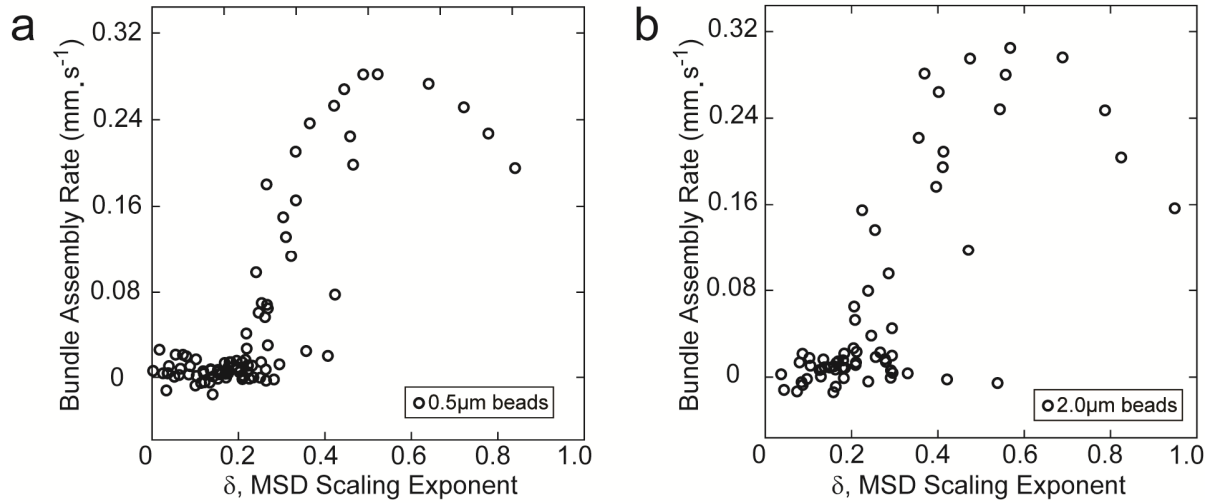 a
Bundle Assembly Rate (mm.s⁻¹)
0.32
0.24
0.16
0.08
0
0.5µm beads
0 0.2 0.4 0.6 0.8 1.0
δ, MSD Scaling Exponent
b
Bundle Assembly Rate (mm.s⁻¹)
0.32
0.24
0.16
0.08
0
2.0µm beads
0 0.2 0.4 0.6 0.8 1.0
δ, MSD Scaling Exponent